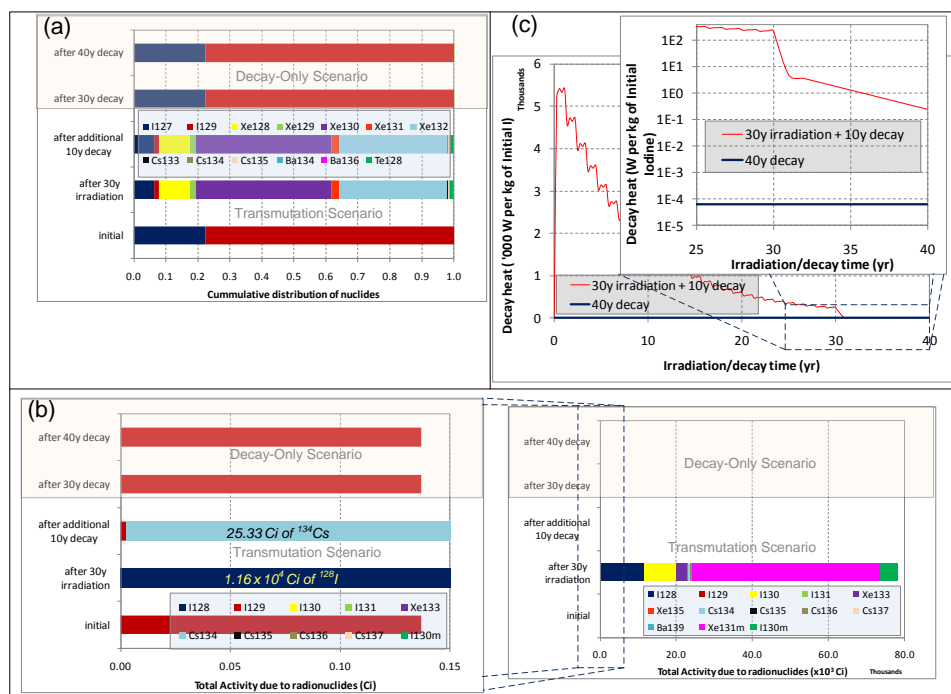 (a)
after 40y decay
Decay-Only Scenario
after 30y decay
I127 I129 Xe128 Xe129 Xe130 Xe131 Xe132
Cs133 Cs134 Cs135 Ba134 Ba136 Te128
after additional
10y decay
after 30y
irradiation
Transmutation Scenario
initial
0.0 0.1 0.2 0.3 0.4 0.5 0.6 0.7 0.8 0.9 1.0
Cummulative distribution of nuclides
(c)
Thousands
6
5
4
3
2
1
0
Decay heat ('000 W per kg of Initial I)
30y irradiation + 10y decay
40y decay
0 10 20 30 40
Irradiation/decay time (yr)
1E2
1E1
1E0
1E-1
1E-2
1E-3
1E-4
1E-5
Decay heat (W per kg of Initial
Iodine)
30y irradiation + 10y decay
40y decay
25 30 35 40
Irradiation/decay time (yr)
(b)
after 40y decay
Decay-Only Scenario
after 30y decay
after additional
10y decay
25.33 Ci of ¹³⁴Cs
Transmutation Scenario
after 30y
irradiation
1.16 x 10⁴ Ci of ¹²⁸I
I128 I129 I130 I131 Xe133
Cs134 Cs135 Cs136 Cs137 I130m
initial
0.00 0.05 0.10 0.15
Total Activity due to radionuclides (Ci)
after 40y decay
Decay-Only Scenario
after 30y decay
after additional
10y decay
Transmutation Scenario
after 30y
irradiation
I128 I129 I130 I131 Xe133
Xe135 Cs134 Cs135 Cs136 Cs137
Ba139 Xe131m I130m
initial
0.0 20.0 40.0 60.0 80.0
Total Activity due to radionuclides (x10³ Ci) Thousands